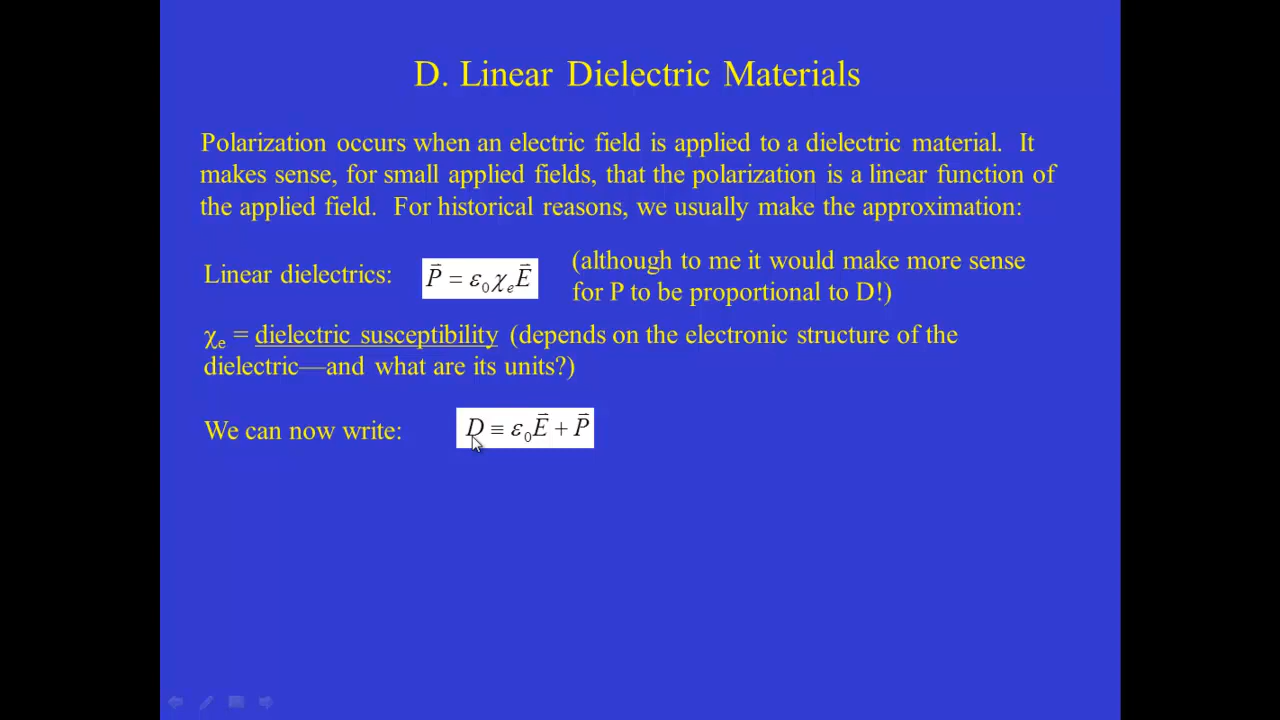 D. Linear Dielectric Materials
Polarization occurs when an electric field is applied to a dielectric material. It
makes sense, for small applied fields, that the polarization is a linear function of
the applied field. For historical reasons, we usually make the approximation:
Linear dielectrics: P⃗ = ε₀χₑE⃗ (although to me it would make more sense
for P to be proportional to D!)
χₑ = dielectric susceptibility (depends on the electronic structure of the
dielectric—and what are its units?)
We can now write: D ≡ ε₀E⃗ + P⃗